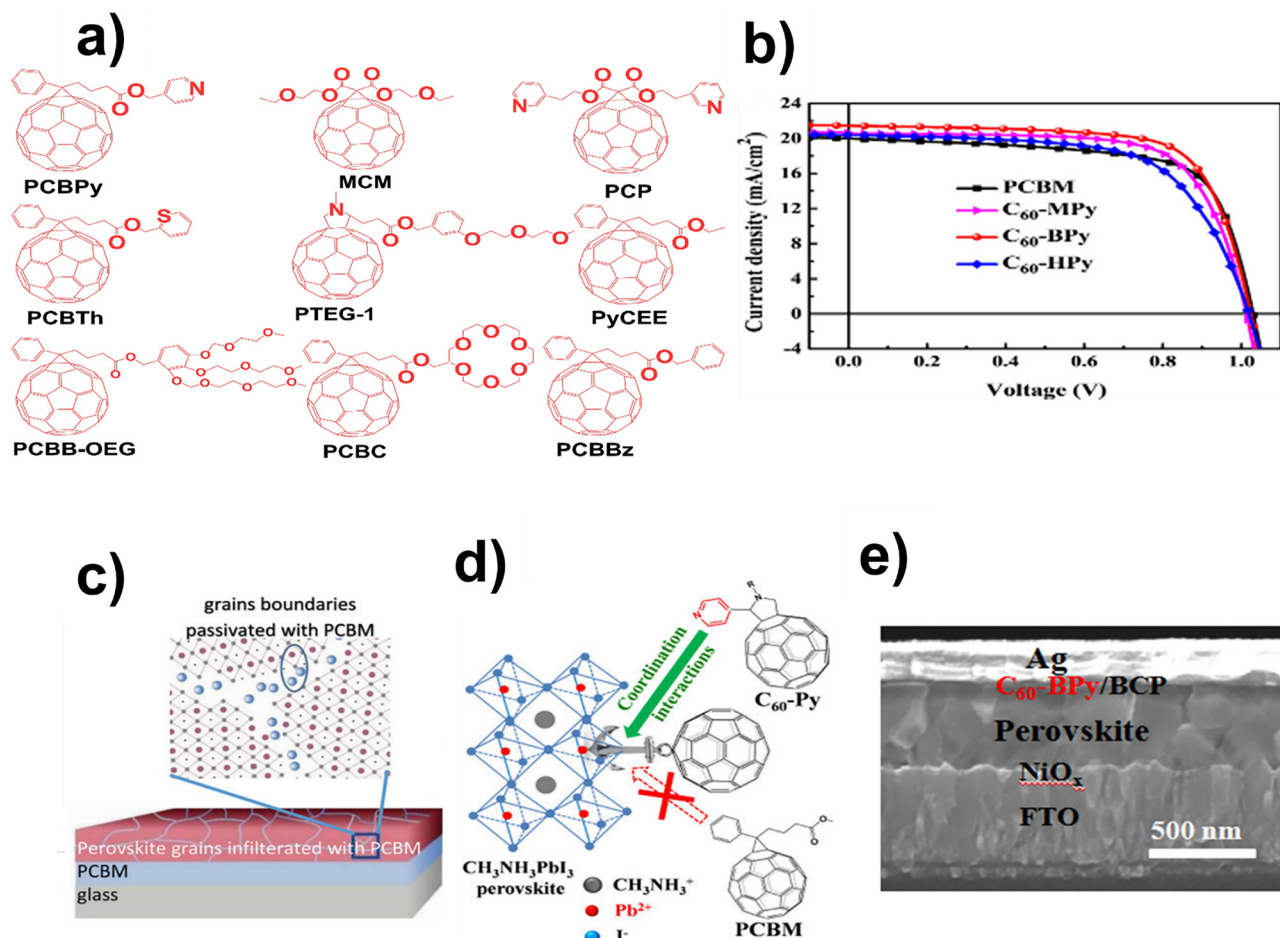 a)
PCBPy
MCM
PCP
PCBTh
PTEG-1
PyCEE
PCBB-OEG
PCBC
PCBBz
b)
Current density (mA/cm²)
24
20
16
12
8
4
0
-4
PCBM
C₆₀-MPy
C₆₀-BPy
C₆₀-HPy
0.0 0.2 0.4 0.6 0.8 1.0
Voltage (V)
c)
grains boundaries
passivated with PCBM
Perovskite grains infilterated with PCBM
PCBM
glass
d)
Coordination
interactions
C₆₀-Py
CH₃NH₃PbI₃
perovskite
CH₃NH₃⁺
Pb²⁺
I⁻
PCBM
e)
Ag
C₆₀-BPy/BCP
Perovskite
NiOₓ
FTO
500 nm